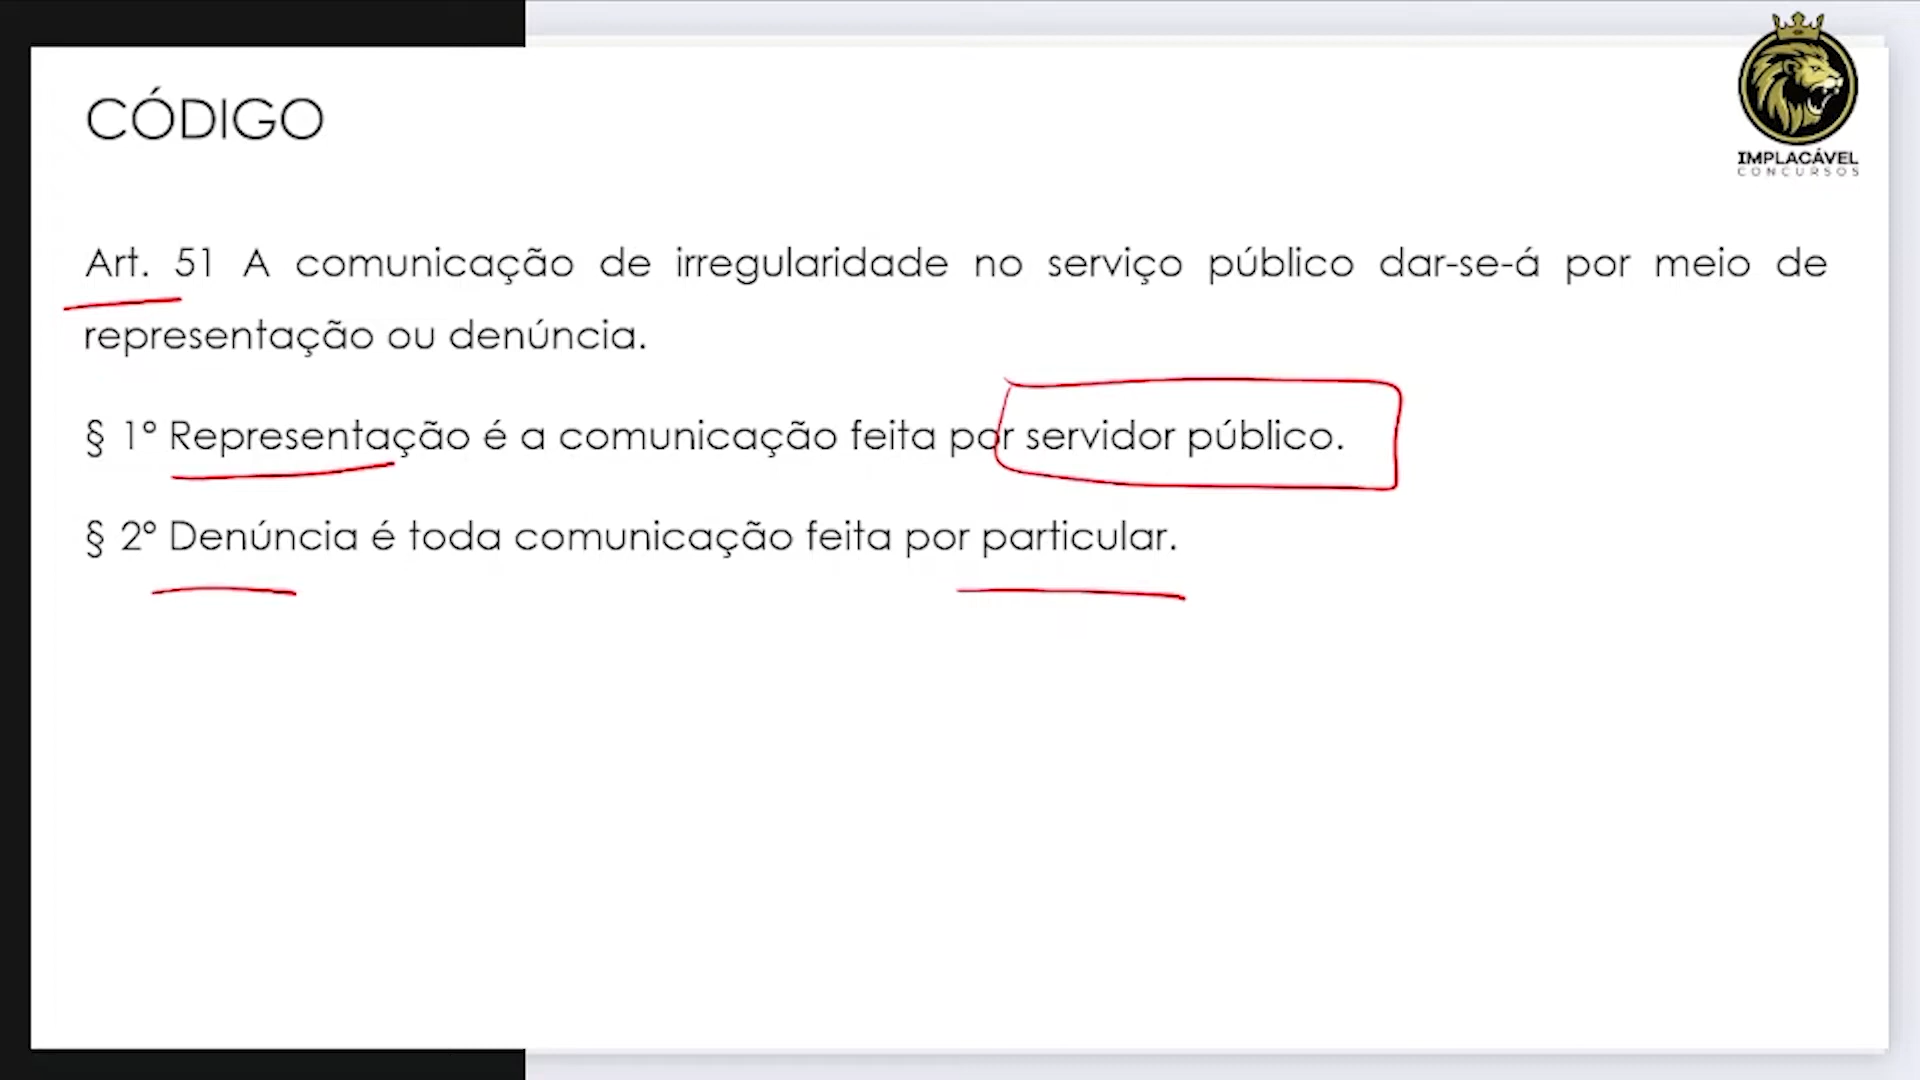 CÓDIGO
IMPLACÁVEL
CONCURSOS
Art. 51 A comunicação de irregularidade no serviço público dar-se-á por meio de
representação ou denúncia.
§ 1º Representação é a comunicação feita por servidor público.
§ 2º Denúncia é toda comunicação feita por particular.